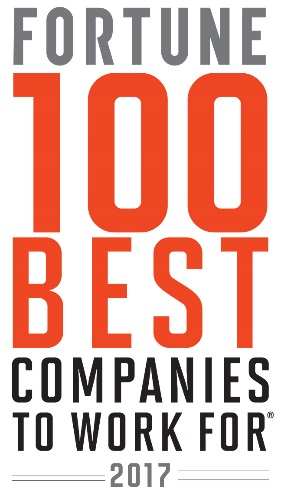 FORTUNE
100
BEST
COMPANIES
TO WORK FOR®
2017